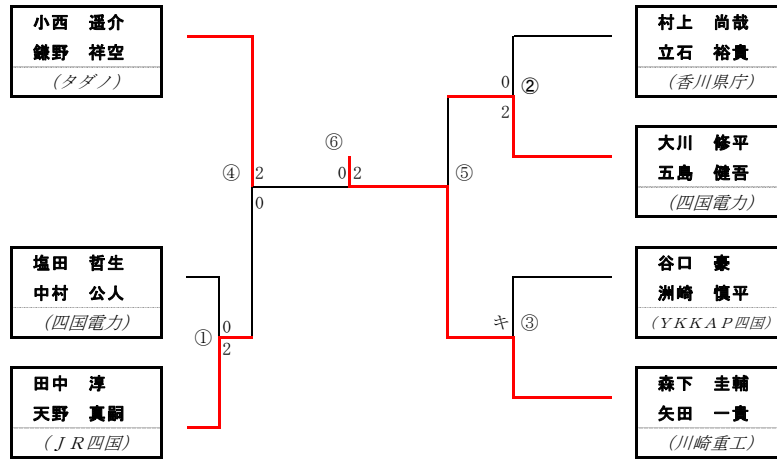 小西 遥介
鎌野 祥空
(タダノ)
塩田 哲生
中村 公人
(四国電力)
田中 淳
天野 真嗣
(ＪＲ四国)
④ 2
0
① 0
2
⑥
0 2
0 ②
2
⑤
キ ③
村上 尚哉
立石 裕貴
(香川県庁)
大川 修平
五島 健吾
(四国電力)
谷口 豪
洲崎 慎平
(ＹＫＫＡＰ四国)
森下 圭輔
矢田 一貴
(川崎重工)